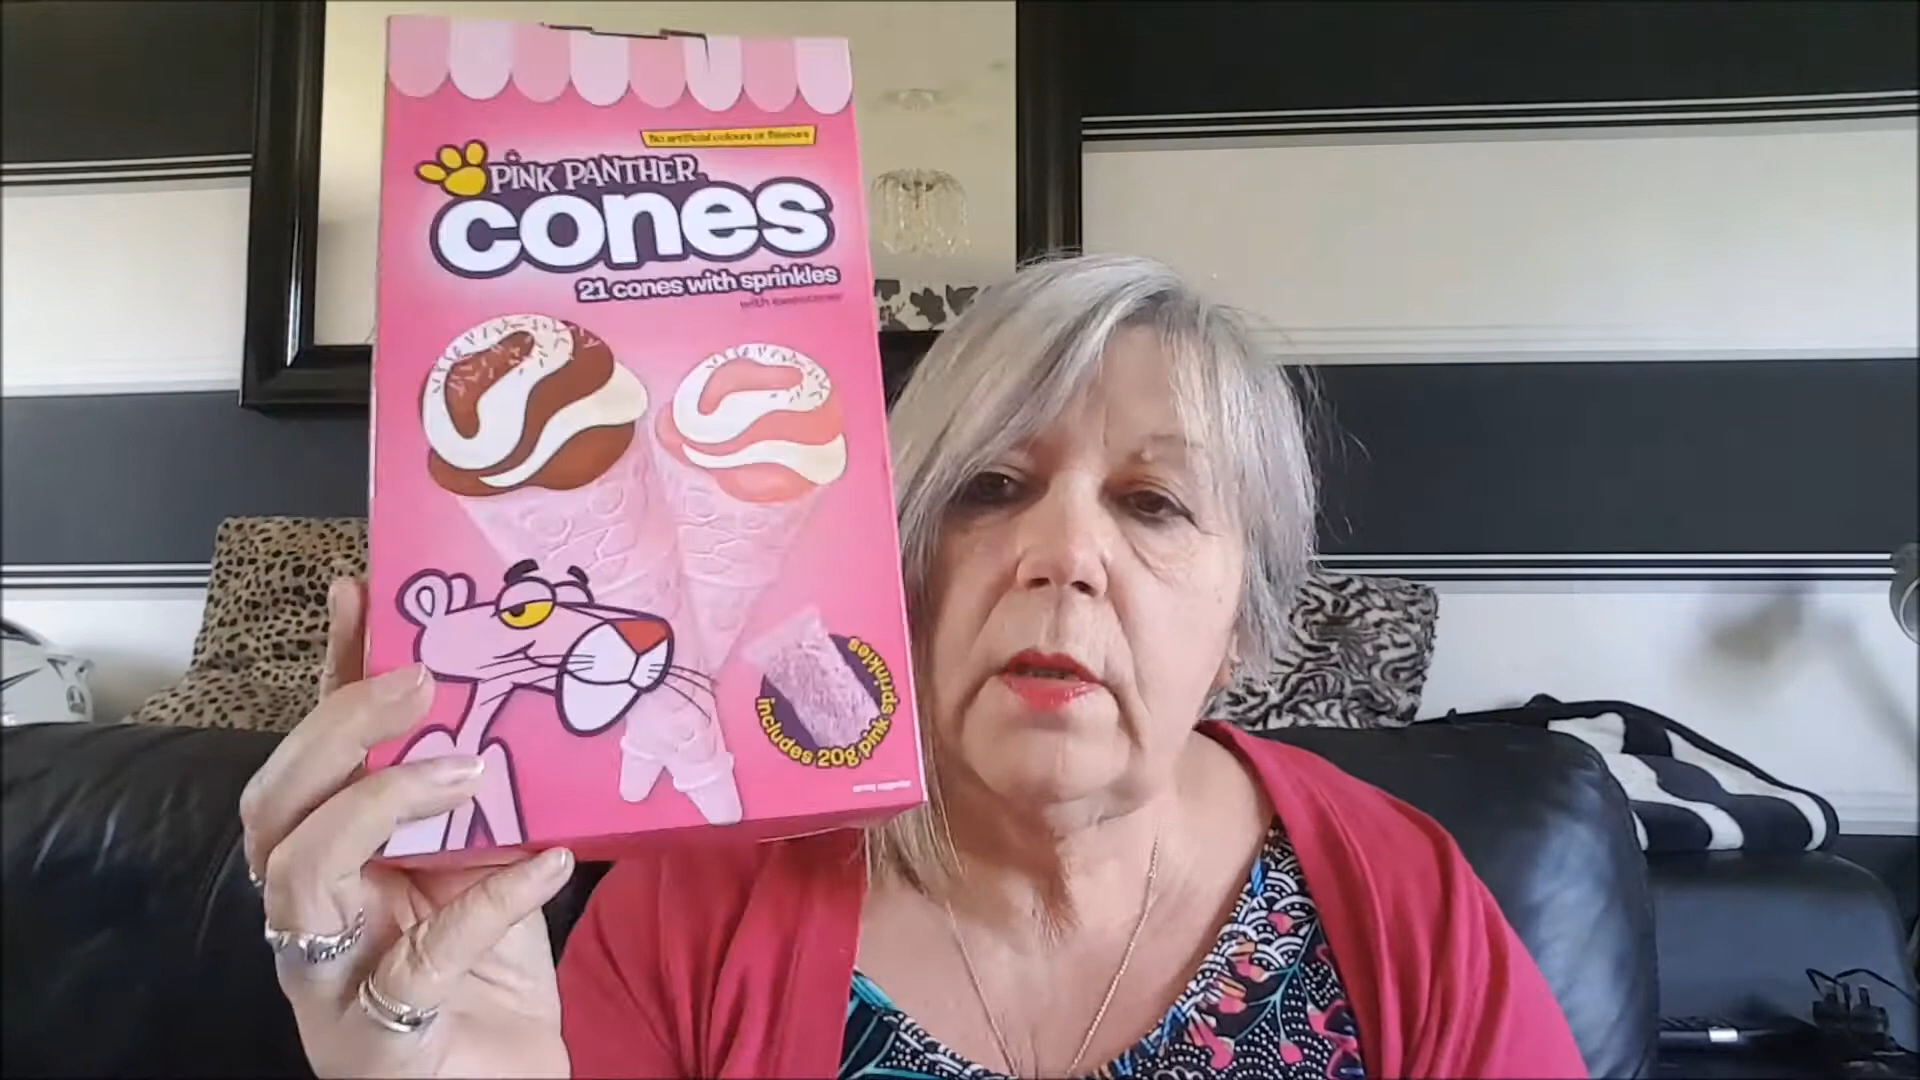 No artificial colours or flavours
PINK PANTHER
cones
21 cones with sprinkles
with sweetener
includes 20g pink sprinkles